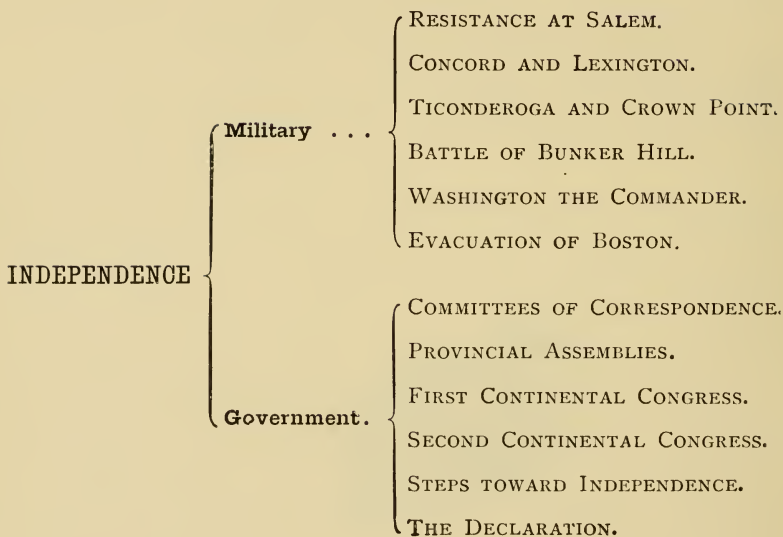 INDEPENDENCE
Military . . .
RESISTANCE AT SALEM.
CONCORD AND LEXINGTON.
TICONDEROGA AND CROWN POINT.
BATTLE OF BUNKER HILL.
WASHINGTON THE COMMANDER.
EVACUATION OF BOSTON.
Government.
COMMITTEES OF CORRESPONDENCE.
PROVINCIAL ASSEMBLIES.
FIRST CONTINENTAL CONGRESS.
SECOND CONTINENTAL CONGRESS.
STEPS TOWARD INDEPENDENCE.
THE DECLARATION.